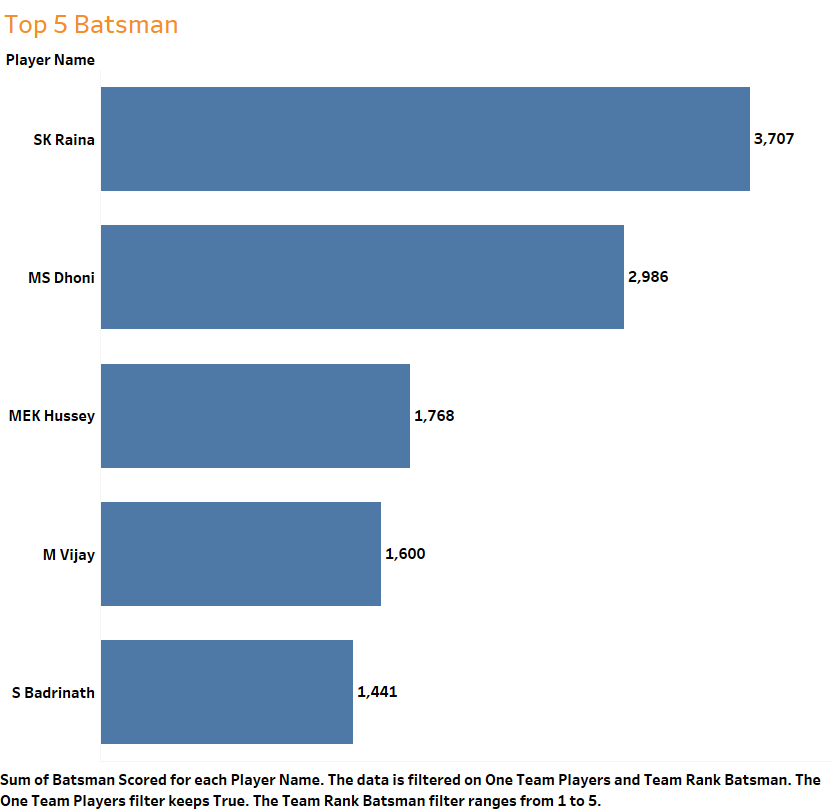 Top 5 Batsman
Player Name
SK Raina 3,707
MS Dhoni 2,986
MEK Hussey 1,768
M Vijay 1,600
S Badrinath 1,441
Sum of Batsman Scored for each Player Name. The data is filtered on One Team Players and Team Rank Batsman. The
One Team Players filter keeps True. The Team Rank Batsman filter ranges from 1 to 5.